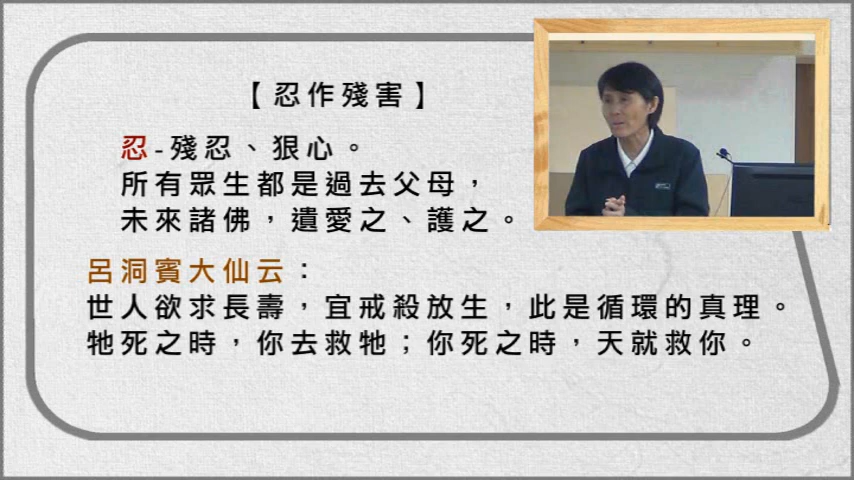 【忍作殘害】
忍-殘忍、狠心。
所有眾生都是過去父母，
未來諸佛，遺愛之、護之。
呂洞賓大仙云：
世人欲求長壽，宜戒殺放生，此是循環的真理。
牠死之時，你去救牠；你死之時，天就救你。